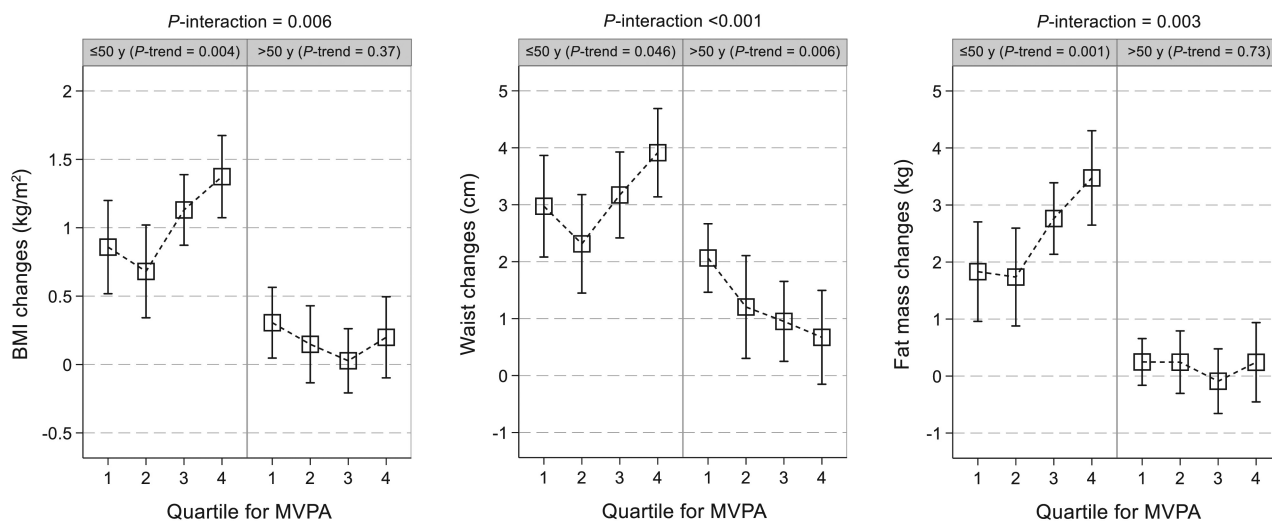 P-interaction = 0.006
≤50 y (P-trend = 0.004) >50 y (P-trend = 0.37)
BMI changes (kg/m²)
2
1.5
1
0.5
0
-0.5
1 2 3 4 1 2 3 4
Quartile for MVPA
P-interaction <0.001
≤50 y (P-trend = 0.046) >50 y (P-trend = 0.006)
Waist changes (cm)
5
4
3
2
1
0
-1
1 2 3 4 1 2 3 4
Quartile for MVPA
P-interaction = 0.003
≤50 y (P-trend = 0.001) >50 y (P-trend = 0.73)
Fat mass changes (kg)
5
4
3
2
1
0
-1
1 2 3 4 1 2 3 4
Quartile for MVPA